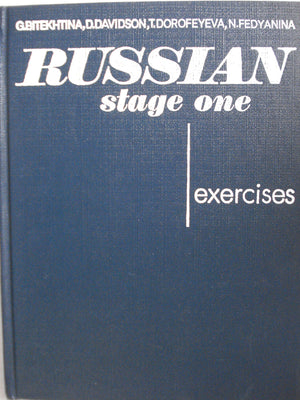 G.BITEKHTINA, D.DAVIDSON, T.DOROFEYEVA, N.FEDYANINA
RUSSIAN
stage one
exercises